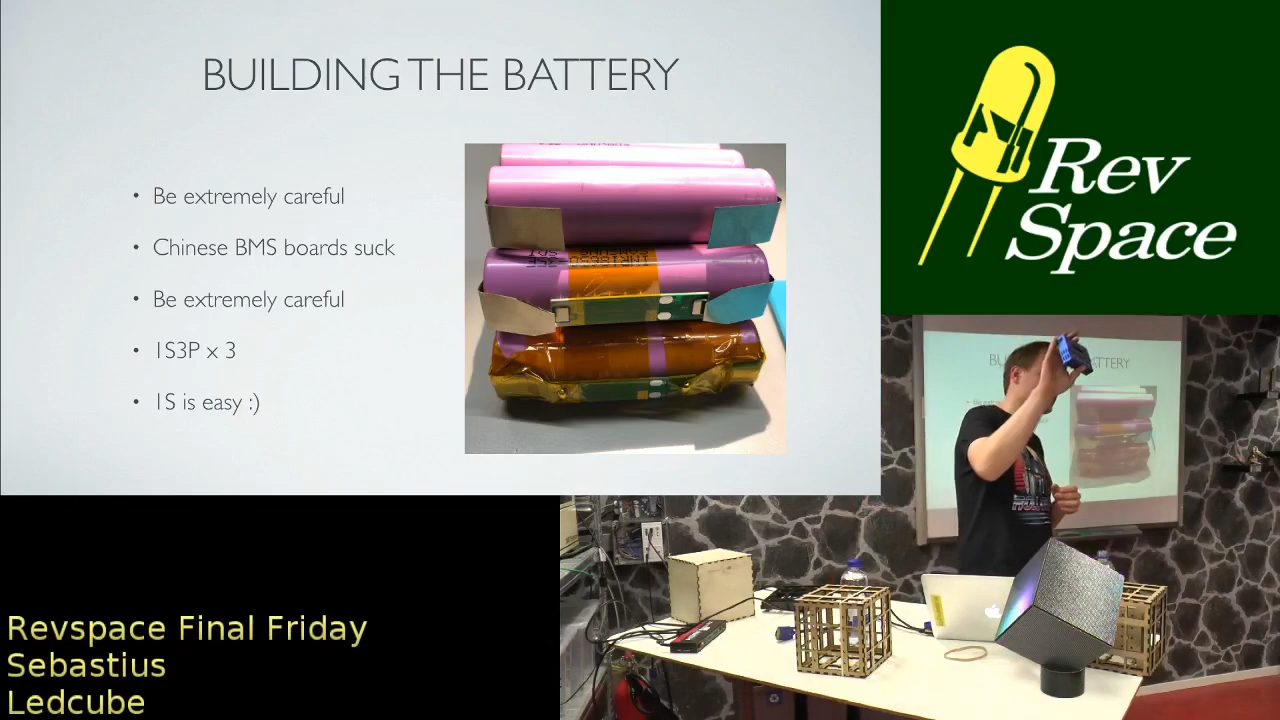 BUILDING THE BATTERY
• Be extremely careful
• Chinese BMS boards suck
• Be extremely careful
• 1S3P x 3
• 1S is easy :)
Rev
Space
Revspace Final Friday
Sebastius
Ledcube